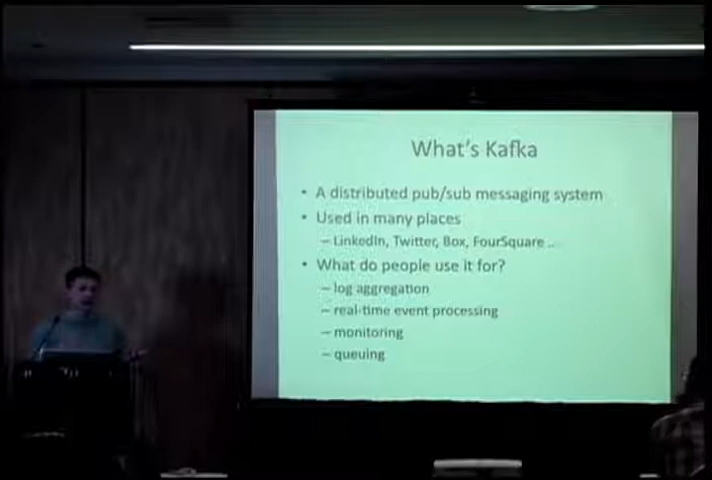 What's Kafka
• A distributed pub/sub messaging system
• Used in many places
– LinkedIn, Twitter, Box, FourSquare ...
• What do people use it for?
– log aggregation
– real-time event processing
– monitoring
– queuing